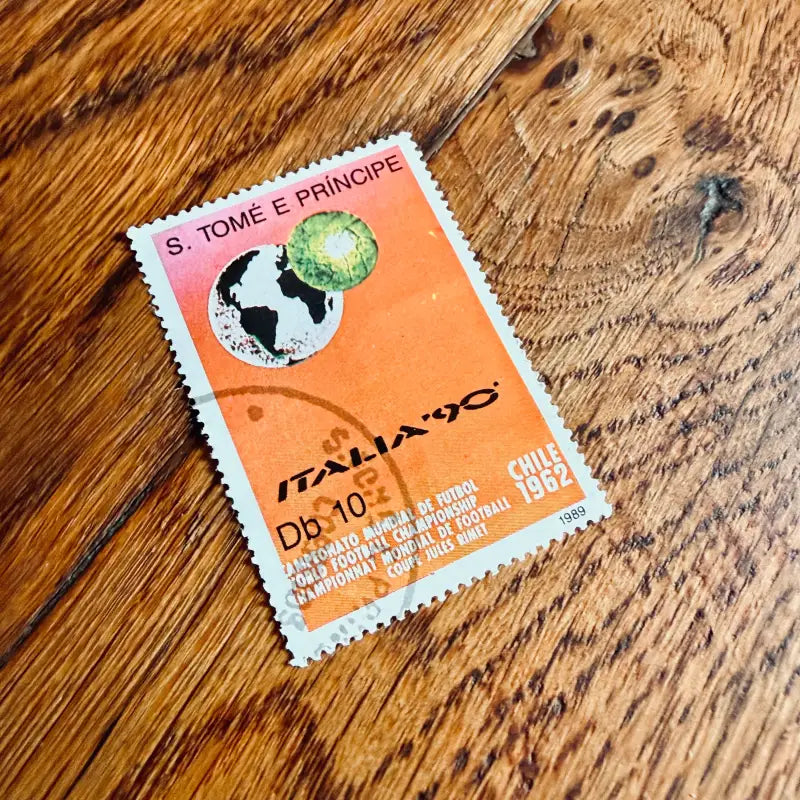 S. TOMÉ E PRÍNCIPE
ITALIA '90
Db 10
CHILE
1962
CAMPEONATO MUNDIAL DE FUTBOL
WORLD FOOTBALL CHAMPIONSHIP
CHAMPIONNAT MONDIAL DE FOOTBALL
COUPE JULES RIMET
1989